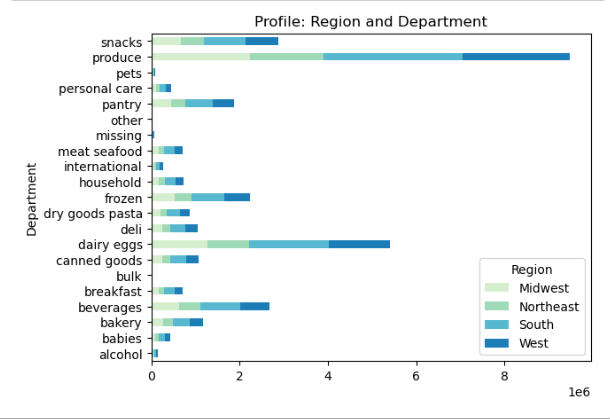 Profile: Region and Department
Department
snacks
produce
pets
personal care
pantry
other
missing
meat seafood
international
household
frozen
dry goods pasta
deli
dairy eggs
canned goods
bulk
breakfast
beverages
bakery
babies
alcohol
Region
Midwest
Northeast
South
West
0 2 4 6 8
1e6